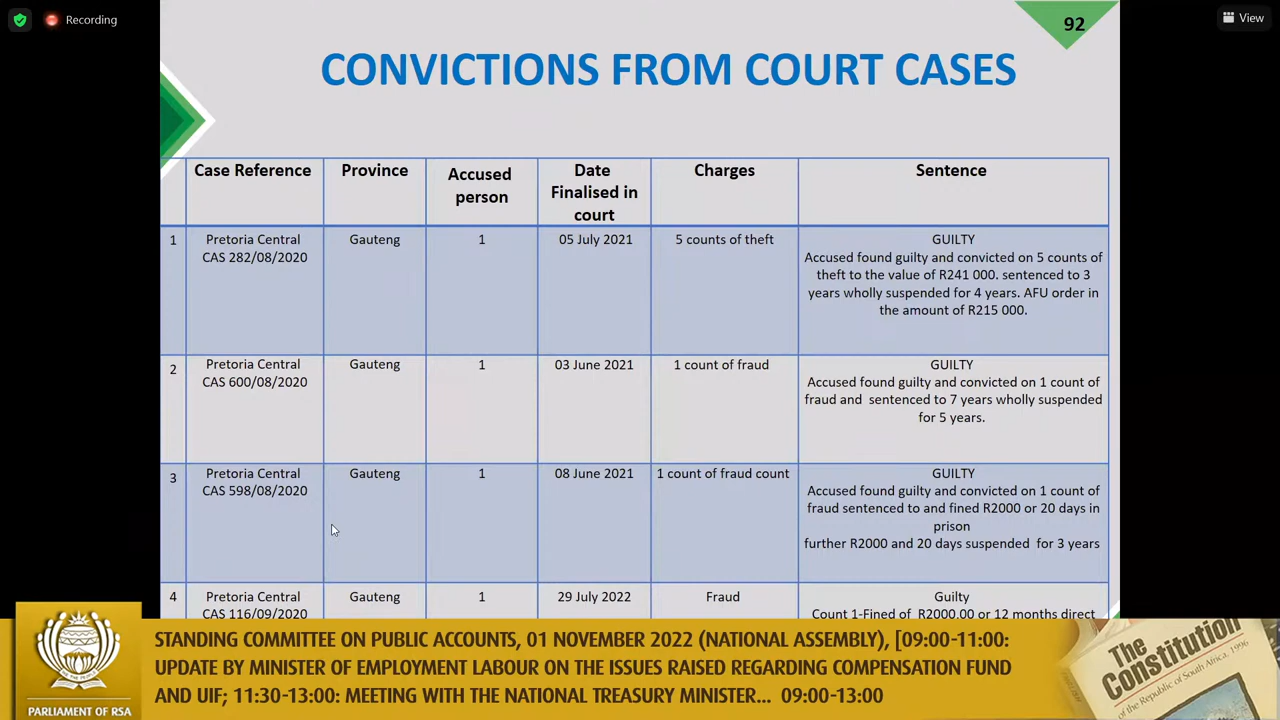 Recording
View
92
CONVICTIONS FROM COURT CASES
Case Reference
Province
Accused
person
Date
Finalised in
court
Charges
Sentence
1
Pretoria Central
CAS 282/08/2020
Gauteng
1
05 July 2021
5 counts of theft
GUILTY
Accused found guilty and convicted on 5 counts of
theft to the value of R241 000. sentenced to 3
years wholly suspended for 4 years. AFU order in
the amount of R215 000.
2
Pretoria Central
CAS 600/08/2020
Gauteng
1
03 June 2021
1 count of fraud
GUILTY
Accused found guilty and convicted on 1 count of
fraud and sentenced to 7 years wholly suspended
for 5 years.
3
Pretoria Central
CAS 598/08/2020
Gauteng
1
08 June 2021
1 count of fraud count
GUILTY
Accused found guilty and convicted on 1 count of
fraud sentenced to and fined R2000 or 20 days in
prison
further R2000 and 20 days suspended for 3 years
4
Pretoria Central
CAS 116/09/2020
Gauteng
1
29 July 2022
Fraud
Guilty
Count 1-Fined of R2000.00 or 12 months direct
STANDING COMMITTEE ON PUBLIC ACCOUNTS, 01 NOVEMBER 2022 (NATIONAL ASSEMBLY), [09:00-11:00:
UPDATE BY MINISTER OF EMPLOYMENT LABOUR ON THE ISSUES RAISED REGARDING COMPENSATION FUND
AND UIF; 11:30-13:00: MEETING WITH THE NATIONAL TREASURY MINISTER... 09:00-13:00
PARLIAMENT OF RSA
The
Constitution
of the Republic of South Africa, 1996